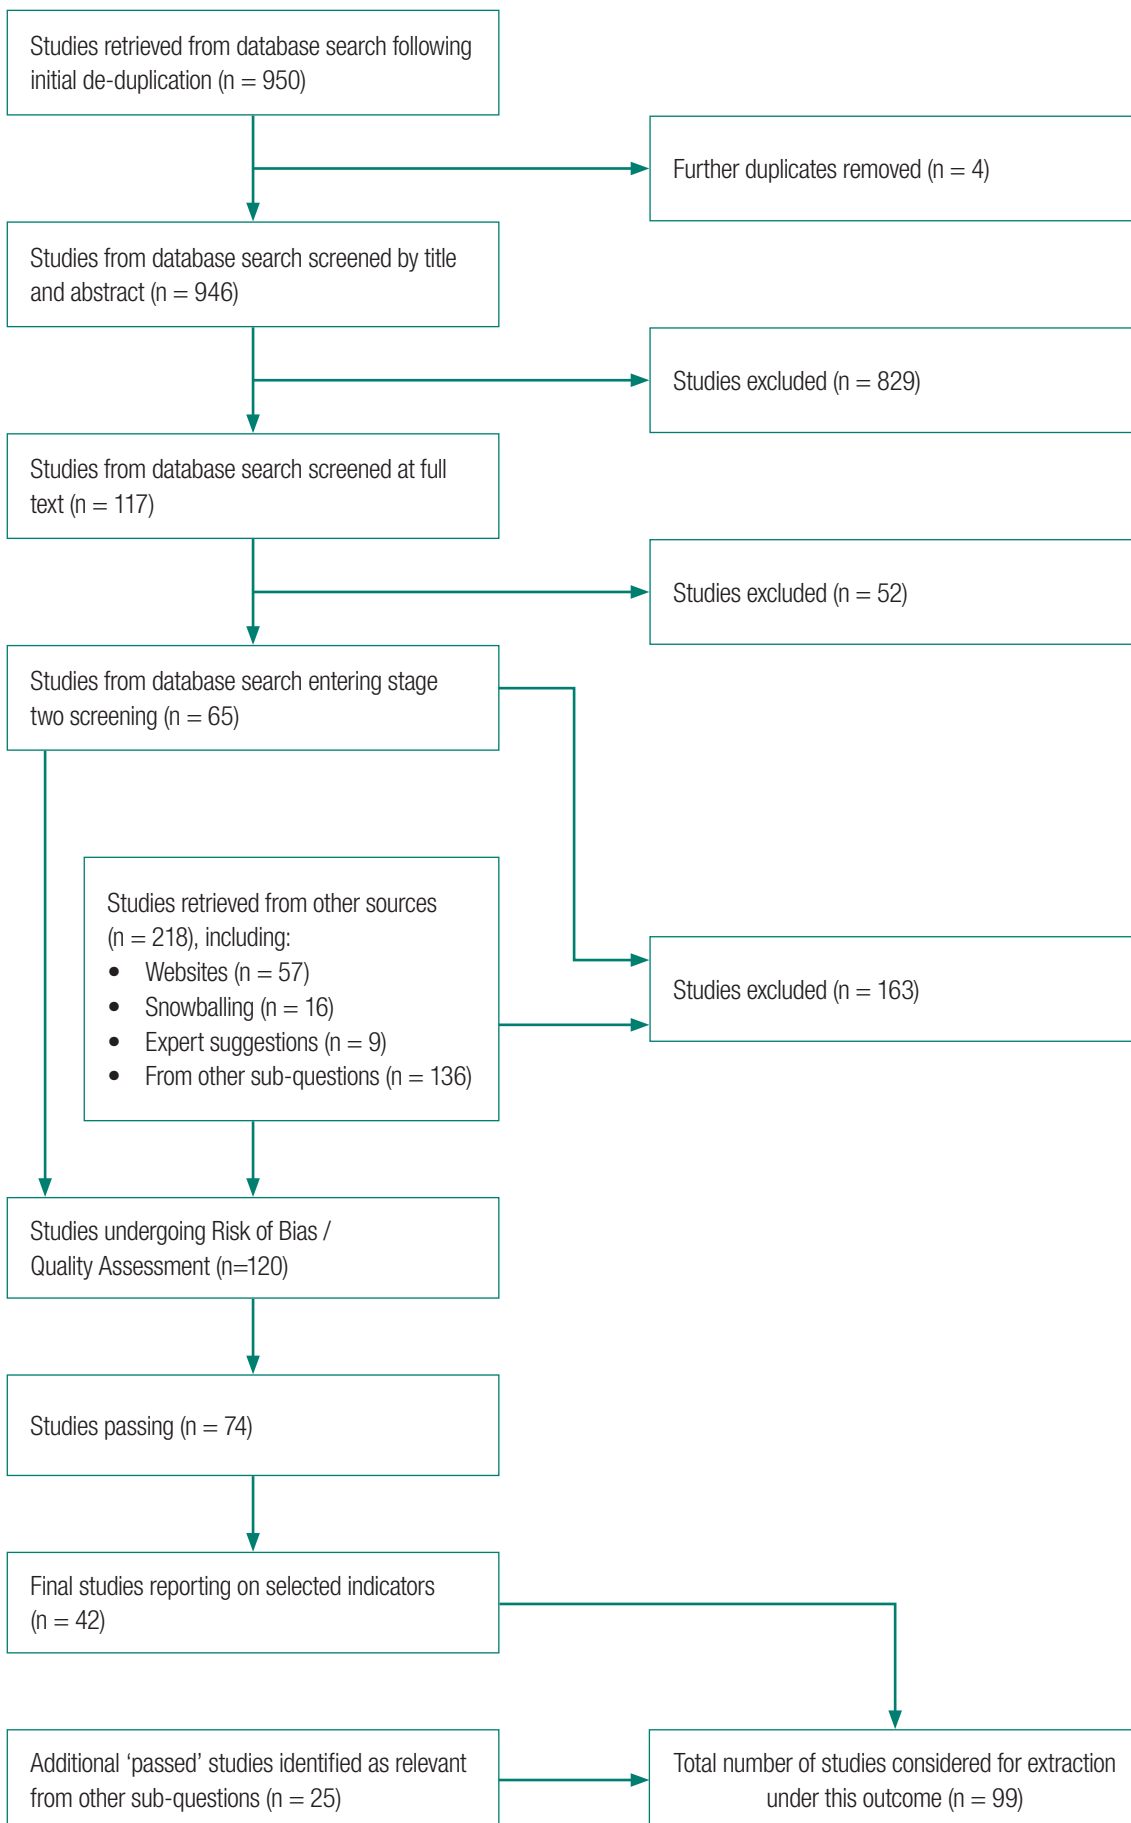 Studies retrieved from database search following
initial de-duplication (n = 950)
Further duplicates removed (n = 4)
Studies from database search screened by title
and abstract (n = 946)
Studies excluded (n = 829)
Studies from database search screened at full
text (n = 117)
Studies excluded (n = 52)
Studies from database search entering stage
two screening (n = 65)
Studies retrieved from other sources
(n = 218), including:
• Websites (n = 57)
• Snowballing (n = 16)
• Expert suggestions (n = 9)
• From other sub-questions (n = 136)
Studies excluded (n = 163)
Studies undergoing Risk of Bias /
Quality Assessment (n=120)
Studies passing (n = 74)
Final studies reporting on selected indicators
(n = 42)
Additional ‘passed’ studies identified as relevant
from other sub-questions (n = 25)
Total number of studies considered for extraction
under this outcome (n = 99)